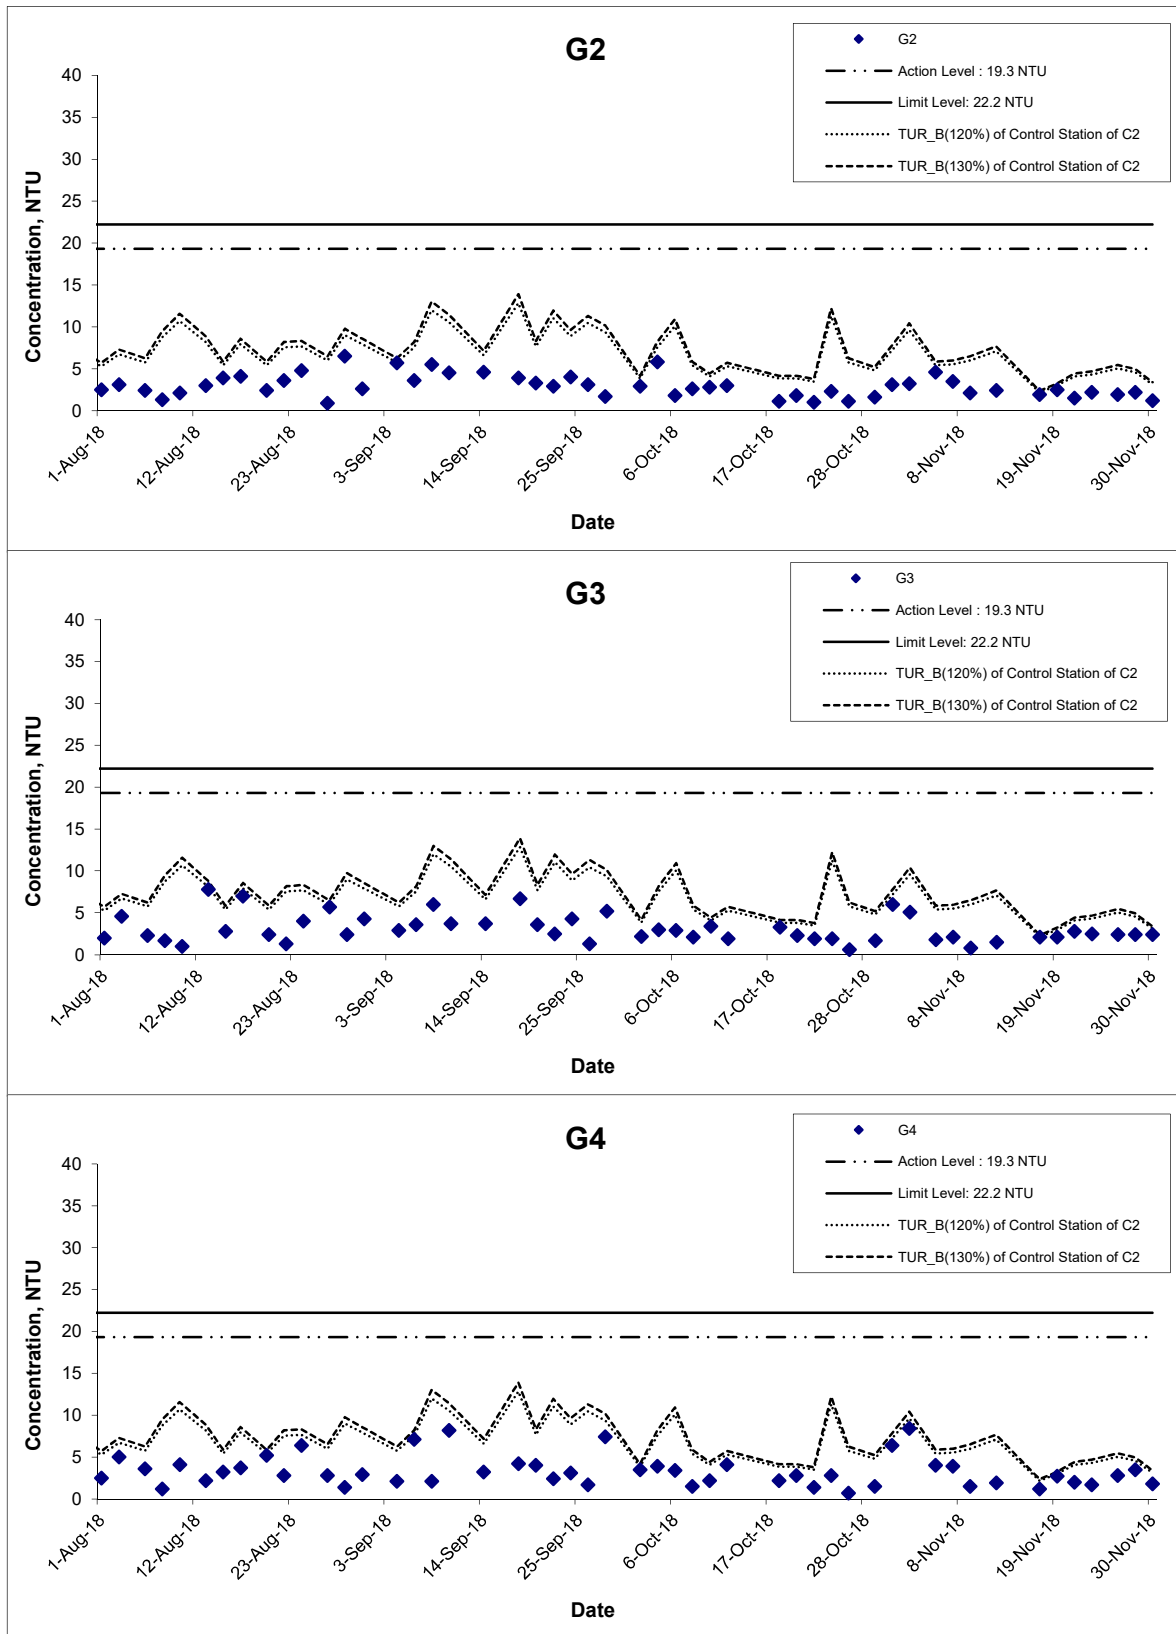 G2
G2
Action Level : 19.3 NTU
Limit Level: 22.2 NTU
TUR_B(120%) of Control Station of C2
TUR_B(130%) of Control Station of C2
Concentration, NTU
40
35
30
25
20
15
10
5
0
1-Aug-18
12-Aug-18
23-Aug-18
3-Sep-18
14-Sep-18
25-Sep-18
6-Oct-18
17-Oct-18
28-Oct-18
8-Nov-18
19-Nov-18
30-Nov-18
Date
G3
G3
Action Level : 19.3 NTU
Limit Level: 22.2 NTU
TUR_B(120%) of Control Station of C2
TUR_B(130%) of Control Station of C2
Concentration, NTU
40
35
30
25
20
15
10
5
0
1-Aug-18
12-Aug-18
23-Aug-18
3-Sep-18
14-Sep-18
25-Sep-18
6-Oct-18
17-Oct-18
28-Oct-18
8-Nov-18
19-Nov-18
30-Nov-18
Date
G4
G4
Action Level : 19.3 NTU
Limit Level: 22.2 NTU
TUR_B(120%) of Control Station of C2
TUR_B(130%) of Control Station of C2
Concentration, NTU
40
35
30
25
20
15
10
5
0
1-Aug-18
12-Aug-18
23-Aug-18
3-Sep-18
14-Sep-18
25-Sep-18
6-Oct-18
17-Oct-18
28-Oct-18
8-Nov-18
19-Nov-18
30-Nov-18
Date